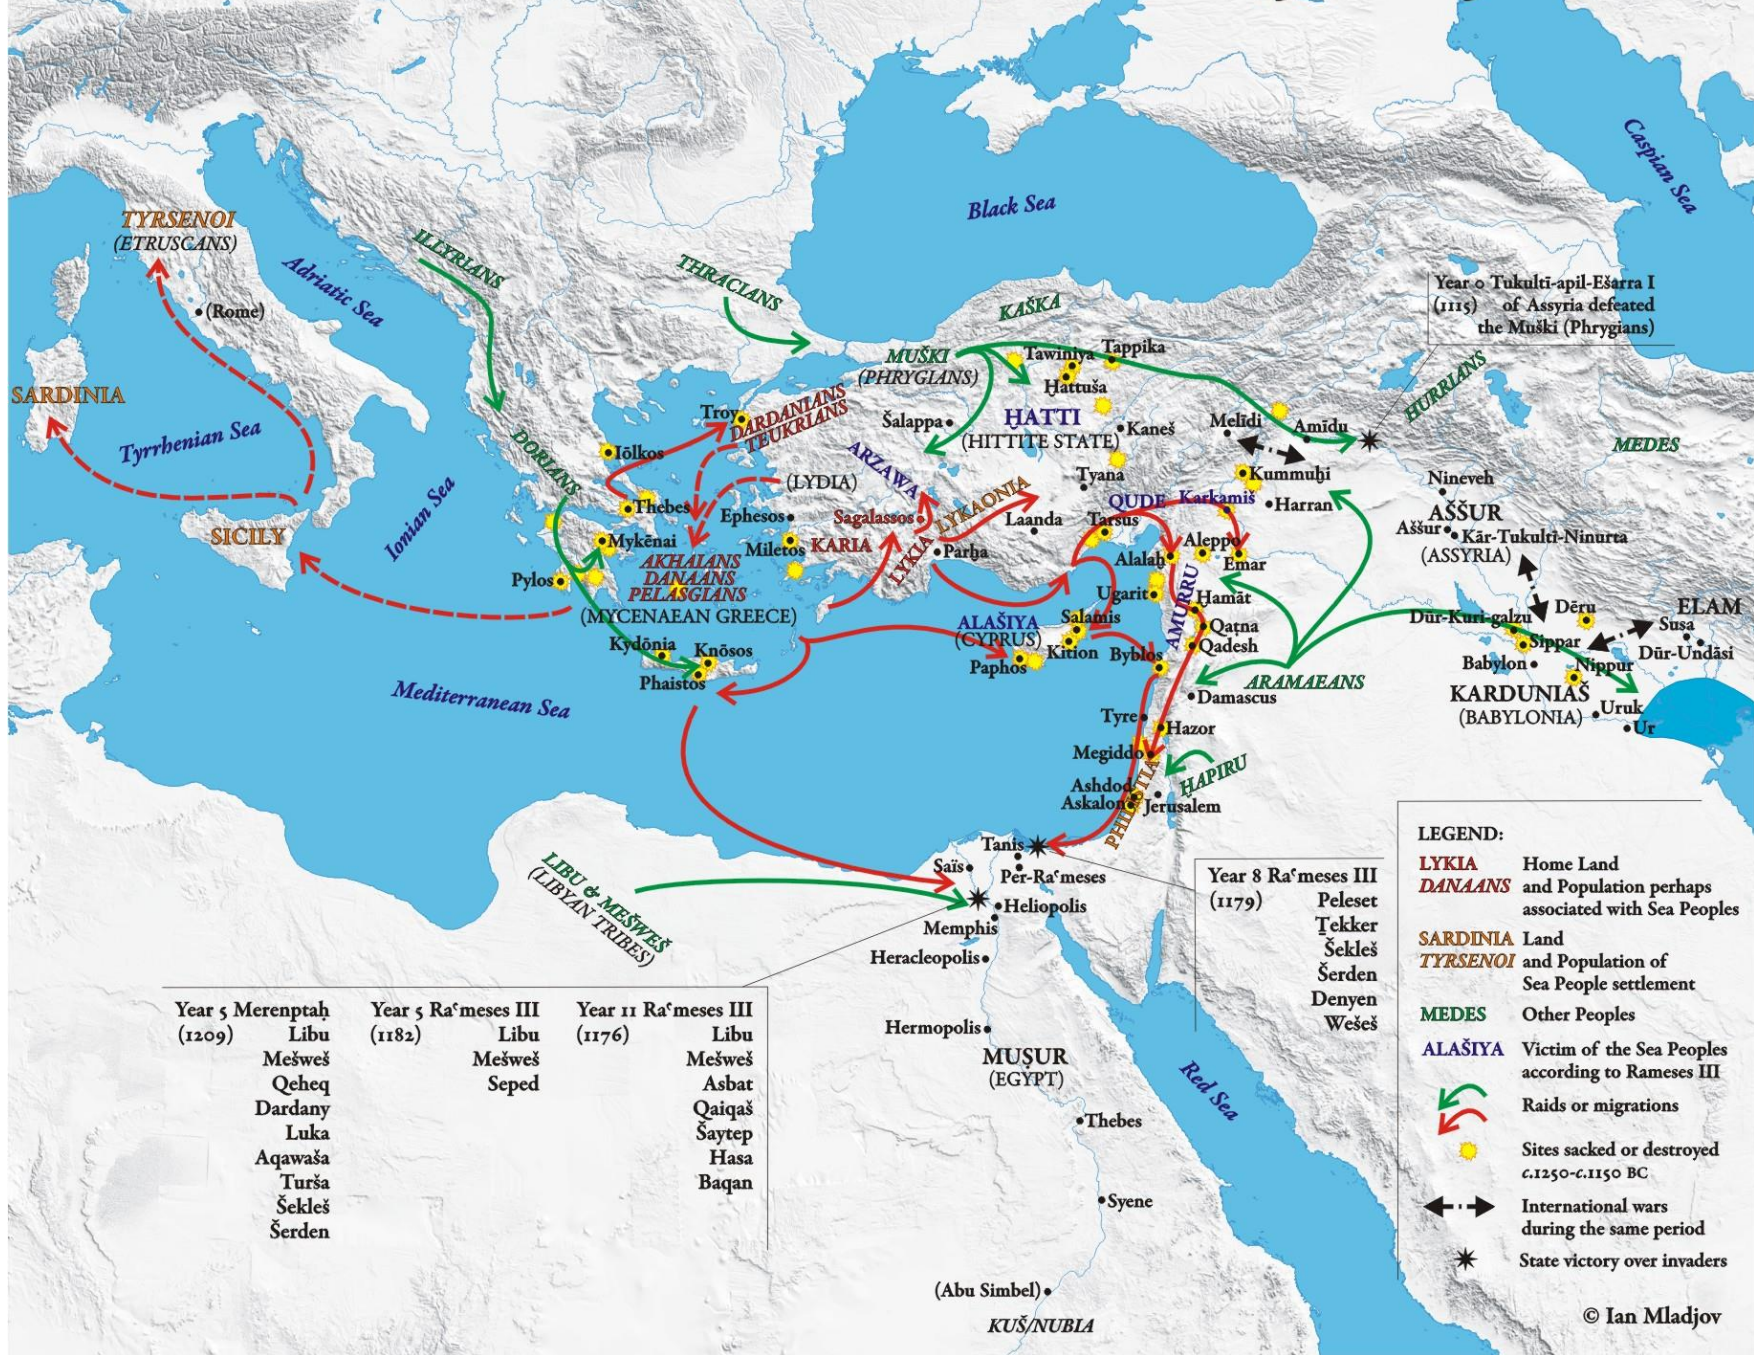 Caspian Sea
Black Sea
TYRSENOI
(ETRUSCANS)
ILLYRIANS
Adriatic Sea
THRACIANS
KAŠKA
Year 0 Tukultī-apil-Ešarra I
(1115) of Assyria defeated
the Muški (Phrygians)
(Rome)
MUŠKI
(PHRYGIANS)
Tawiniya
Tappika
Ḫattuša
HURRIANS
SARDINIA
Tyrrhenian Sea
DORIANS
Troy
DARDANIANS
TEUKRIANS
Šalappa
ḪATTI
(HITTITE STATE)
Kaneš
Melīdi
Amīdu
MEDES
Iōlkos
ARZAWA
Tyana
Kummuḫi
Nineveh
(LYDIA)
LYKAONIA
QUDE
Karkamiš
Harran
AŠŠUR
Thebes
Ephesos
Sagalassos
Laanda
Tarsus
Aššur
Kār-Tukultī-Ninurta
(ASSYRIA)
SICILY
Ionian Sea
Mykēnai
Miletos
KARIA
LYKIA
Parḫa
Alalaḫ
Aleppo
Emar
AKHAIANS
DANAANS
PELASGIANS
(MYCENAEAN GREECE)
Pylos
Ugarit
AMURRU
Ḥamāt
ALAŠIYA
(CYPRUS)
Salamis
Kition
Paphos
Qaṭna
Qadesh
Byblos
Dūr-Kuri-galzu
Dēru
ELAM
Susa
Sippar
Dūr-Undāsi
Babylon
Nippur
Kydōnia
Knōsos
Phaistos
Mediterranean Sea
ARAMAEANS
Damascus
KARDUNIAŠ
(BABYLONIA)
Uruk
Ur
Tyre
Hazor
Megiddo
ḪAPIRU
Ashdod
Askalon
Jerusalem
PHILISTIA
LIBU & MEŠWEŠ
(LIBYAN TRIBES)
Tanis
Saïs
Per-Raʿmeses
Heliopolis
Memphis
Heracleopolis
Hermopolis
MUṢUR
(EGYPT)
Red Sea
Thebes
Syene
(Abu Simbel)
KUŠ/NUBIA
Year 8 Raʿmeses III
(1179) Peleset
Ṯekker
Šekleš
Šerden
Denyen
Wešeš
Year 5 Merenptaḥ
(1209) Libu
Mešweš
Qeheq
Dardany
Luka
Aqawaša
Turša
Šekleš
Šerden
Year 5 Raʿmeses III
(1182) Libu
Mešweš
Seped
Year 11 Raʿmeses III
(1176) Libu
Mešweš
Asbat
Qaiqaš
Šaytep
Hasa
Baqan
LEGEND:
LYKIA Home Land
DANAANS and Population perhaps
associated with Sea Peoples
SARDINIA Land
TYRSENOI and Population of
Sea People settlement
MEDES Other Peoples
ALAŠIYA Victim of the Sea Peoples
according to Rameses III
Raids or migrations
Sites sacked or destroyed
c.1250-c.1150 BC
International wars
during the same period
State victory over invaders
© Ian Mladjov